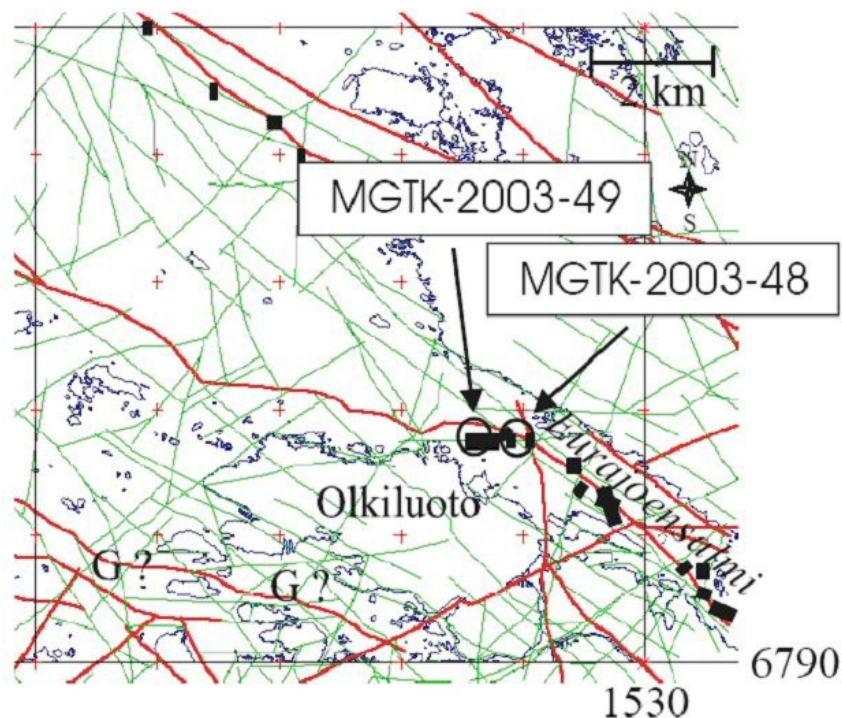 2 km
N
S
MGTK-2003-49
MGTK-2003-48
Eurajoensalmi
Olkiluoto
G ?
G ?
6790
1530